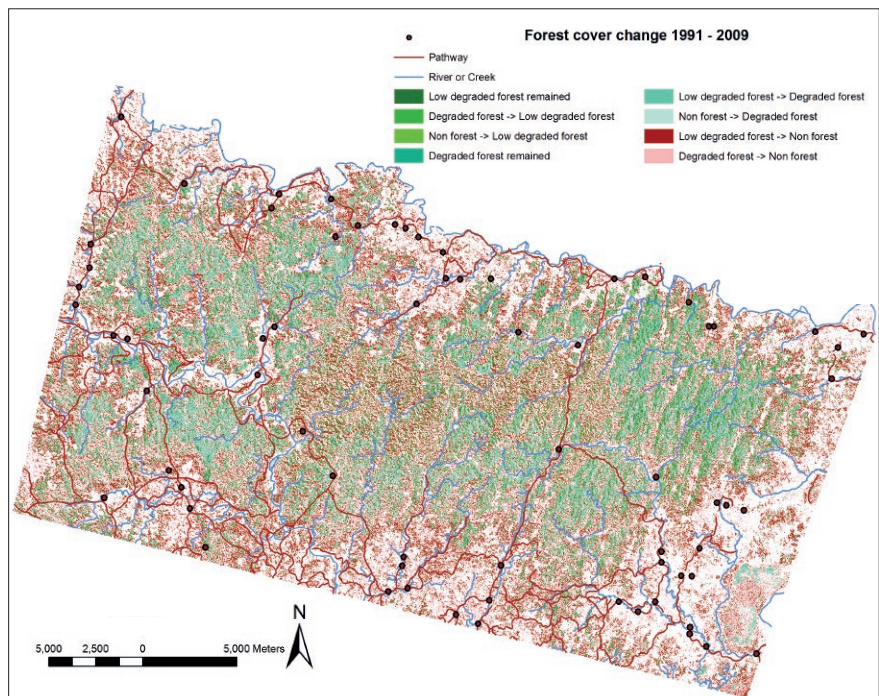 Forest cover change 1991 - 2009
Pathway
River or Creek
Low degraded forest remained
Degraded forest -> Low degraded forest
Non forest -> Low degraded forest
Degraded forest remained
Low degraded forest -> Degraded forest
Non forest -> Degraded forest
Low degraded forest -> Non forest
Degraded forest -> Non forest
N
5,000 2,500 0 5,000 Meters